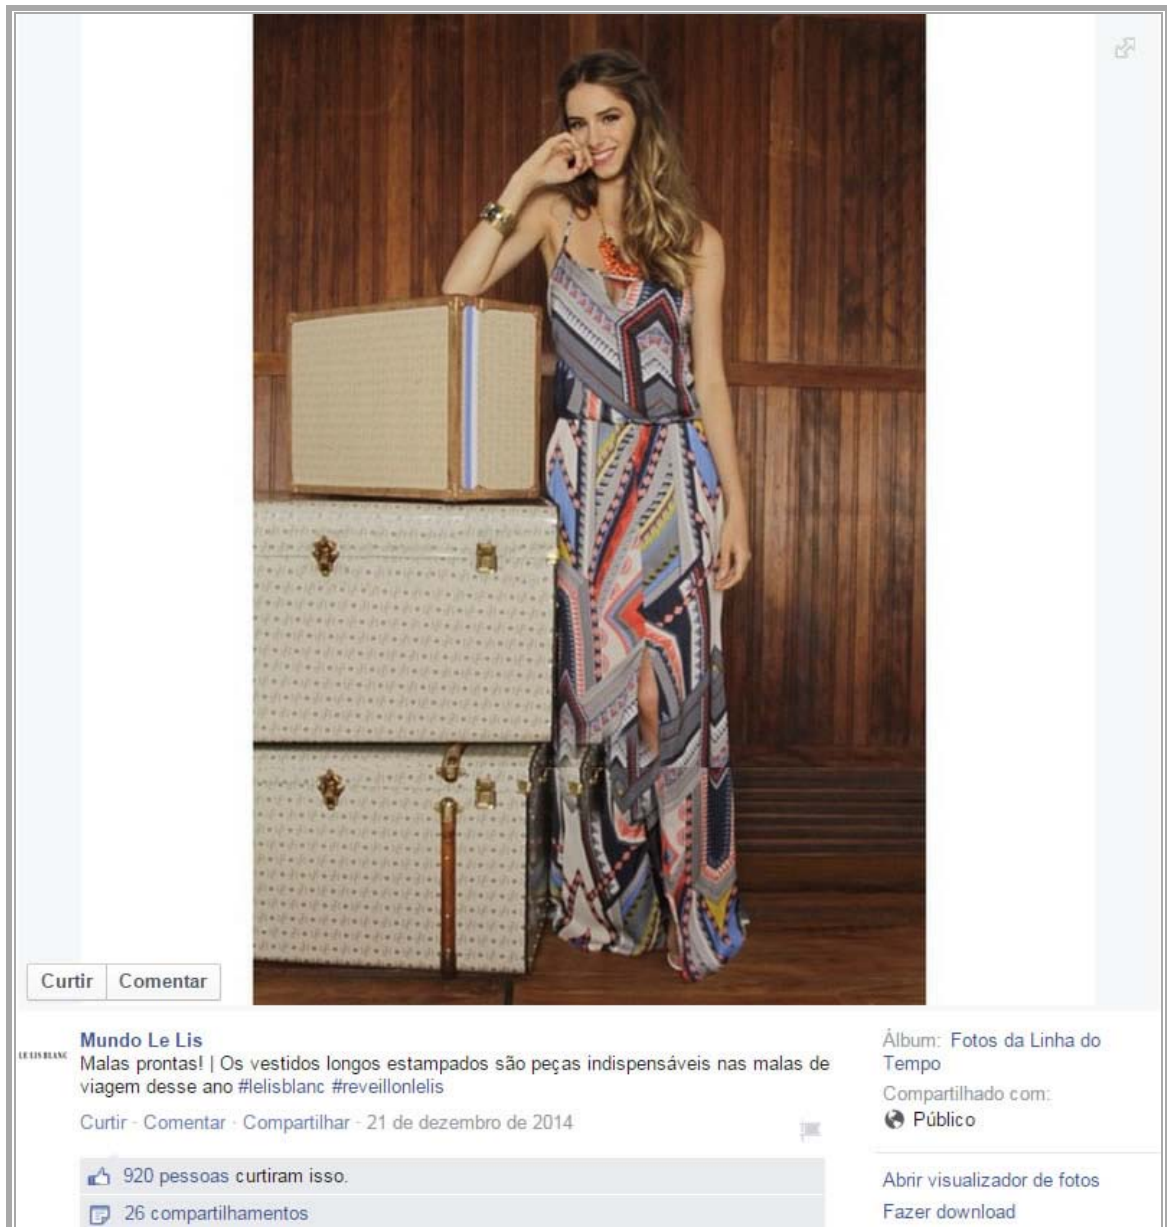 Curtir Comentar
LE LIS BLANC
Mundo Le Lis
Malas prontas! | Os vestidos longos estampados são peças indispensáveis nas malas de
viagem desse ano #lelisblanc #reveillonlelis
Curtir · Comentar · Compartilhar · 21 de dezembro de 2014
920 pessoas curtiram isso.
26 compartilhamentos
Álbum: Fotos da Linha do
Tempo
Compartilhado com:
Público
Abrir visualizador de fotos
Fazer download